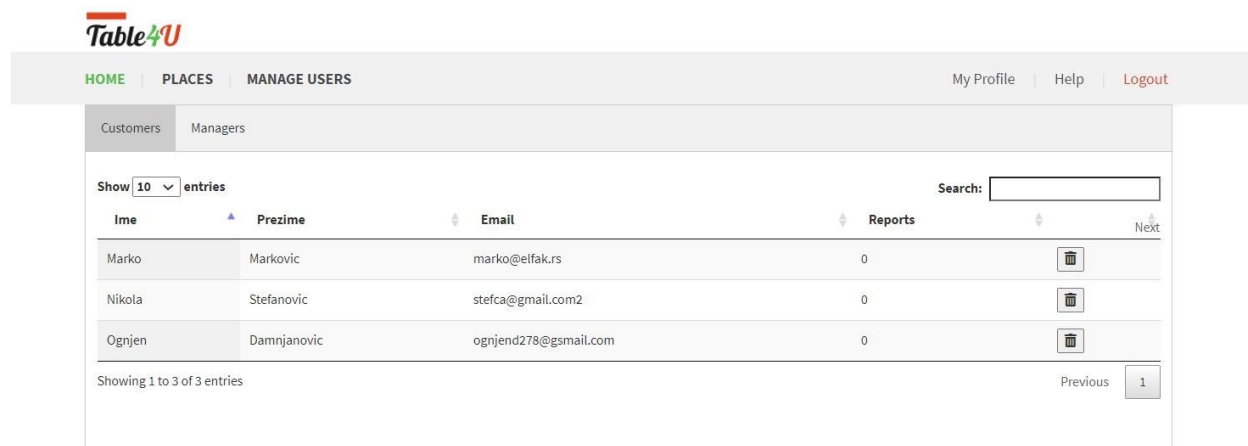 Table4U
HOME PLACES MANAGE USERS My Profile Help Logout
Customers Managers
Show 10 entries Search:
Ime Prezime Email Reports
Next
Marko Markovic marko@elfak.rs 0
Nikola Stefanovic stefca@gmail.com2 0
Ognjen Damnjanovic ognjend278@gsmail.com 0
Showing 1 to 3 of 3 entries Previous 1